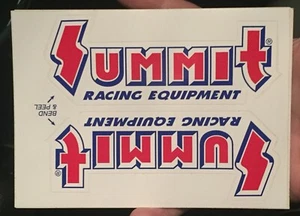 SUMMIT®
RACING EQUIPMENT
BEND
& PEEL
RACING EQUIPMENT
SUMMIT®